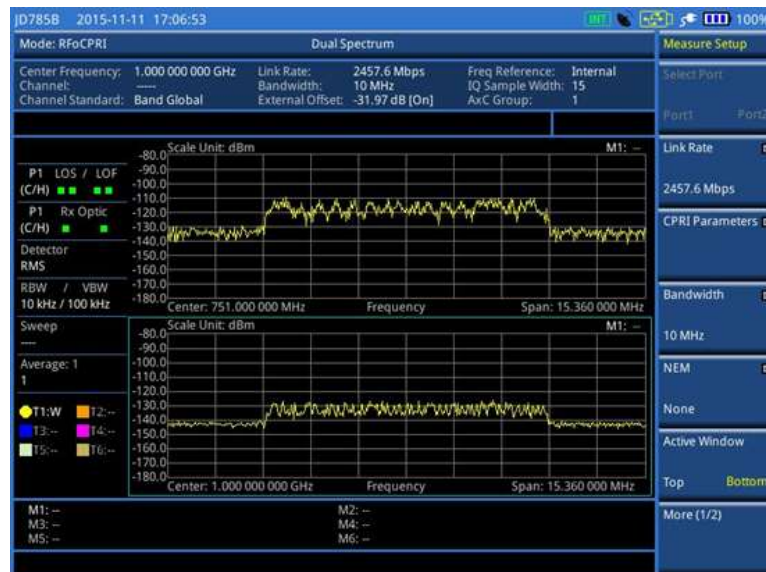 JD785B 2015-11-11 17:06:53 INT 100%
Mode: RFoCPRI Dual Spectrum
Center Frequency: 1.000 000 000 GHz Link Rate: 2457.6 Mbps Freq Reference: Internal
Channel: ---- Bandwidth: 10 MHz IQ Sample Width: 15
Channel Standard: Band Global External Offset: -31.97 dB [On] AxC Group: 1
P1 LOS / LOF
(C/H)
P1 Rx Optic
(C/H)
Detector
RMS
RBW / VBW
10 kHz / 100 kHz
Sweep
----
Average: 1
1
T1:W T2:--
T3:-- T4:--
T5:-- T6:--
Scale Unit: dBm M1: --
-80.0
-90.0
-100.0
-110.0
-120.0
-130.0
-140.0
-150.0
-160.0
-170.0
-180.0
Center: 751.000 000 MHz Frequency Span: 15.360 000 MHz
Scale Unit: dBm M1: --
-80.0
-90.0
-100.0
-110.0
-120.0
-130.0
-140.0
-150.0
-160.0
-170.0
-180.0
Center: 1.000 000 000 GHz Frequency Span: 15.360 000 MHz
M1: -- M2: --
M3: -- M4: --
M5: -- M6: --
Measure Setup
Select Port
Port1 Port2
Link Rate
2457.6 Mbps
CPRI Parameters
Bandwidth
10 MHz
NEM
None
Active Window
Top Bottom
More (1/2)